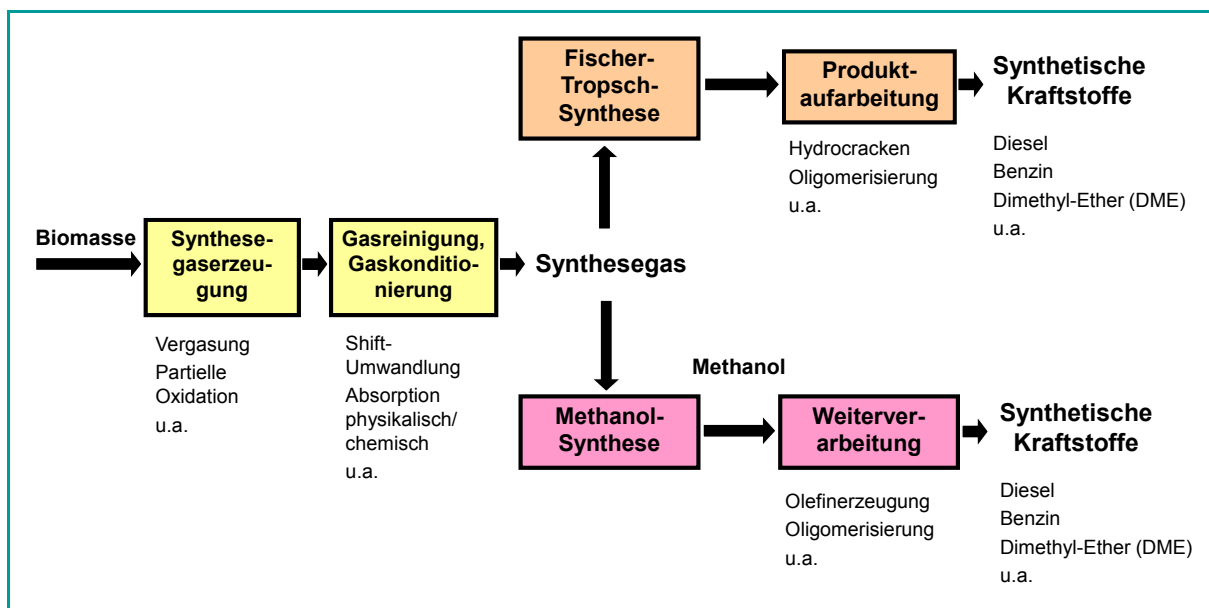 Biomasse
Synthese-
gaserzeu-
gung
Vergasung
Partielle
Oxidation
u.a.
Gasreinigung,
Gaskonditio-
nierung
Shift-
Umwandlung
Absorption
physikalisch/
chemisch
u.a.
Synthesegas
Fischer-
Tropsch-
Synthese
Produkt-
aufarbeitung
Hydrocracken
Oligomerisierung
u.a.
Synthetische
Kraftstoffe
Diesel
Benzin
Dimethyl-Ether (DME)
u.a.
Methanol-
Synthese
Methanol
Weiterver-
arbeitung
Olefinerzeugung
Oligomerisierung
u.a.
Synthetische
Kraftstoffe
Diesel
Benzin
Dimethyl-Ether (DME)
u.a.